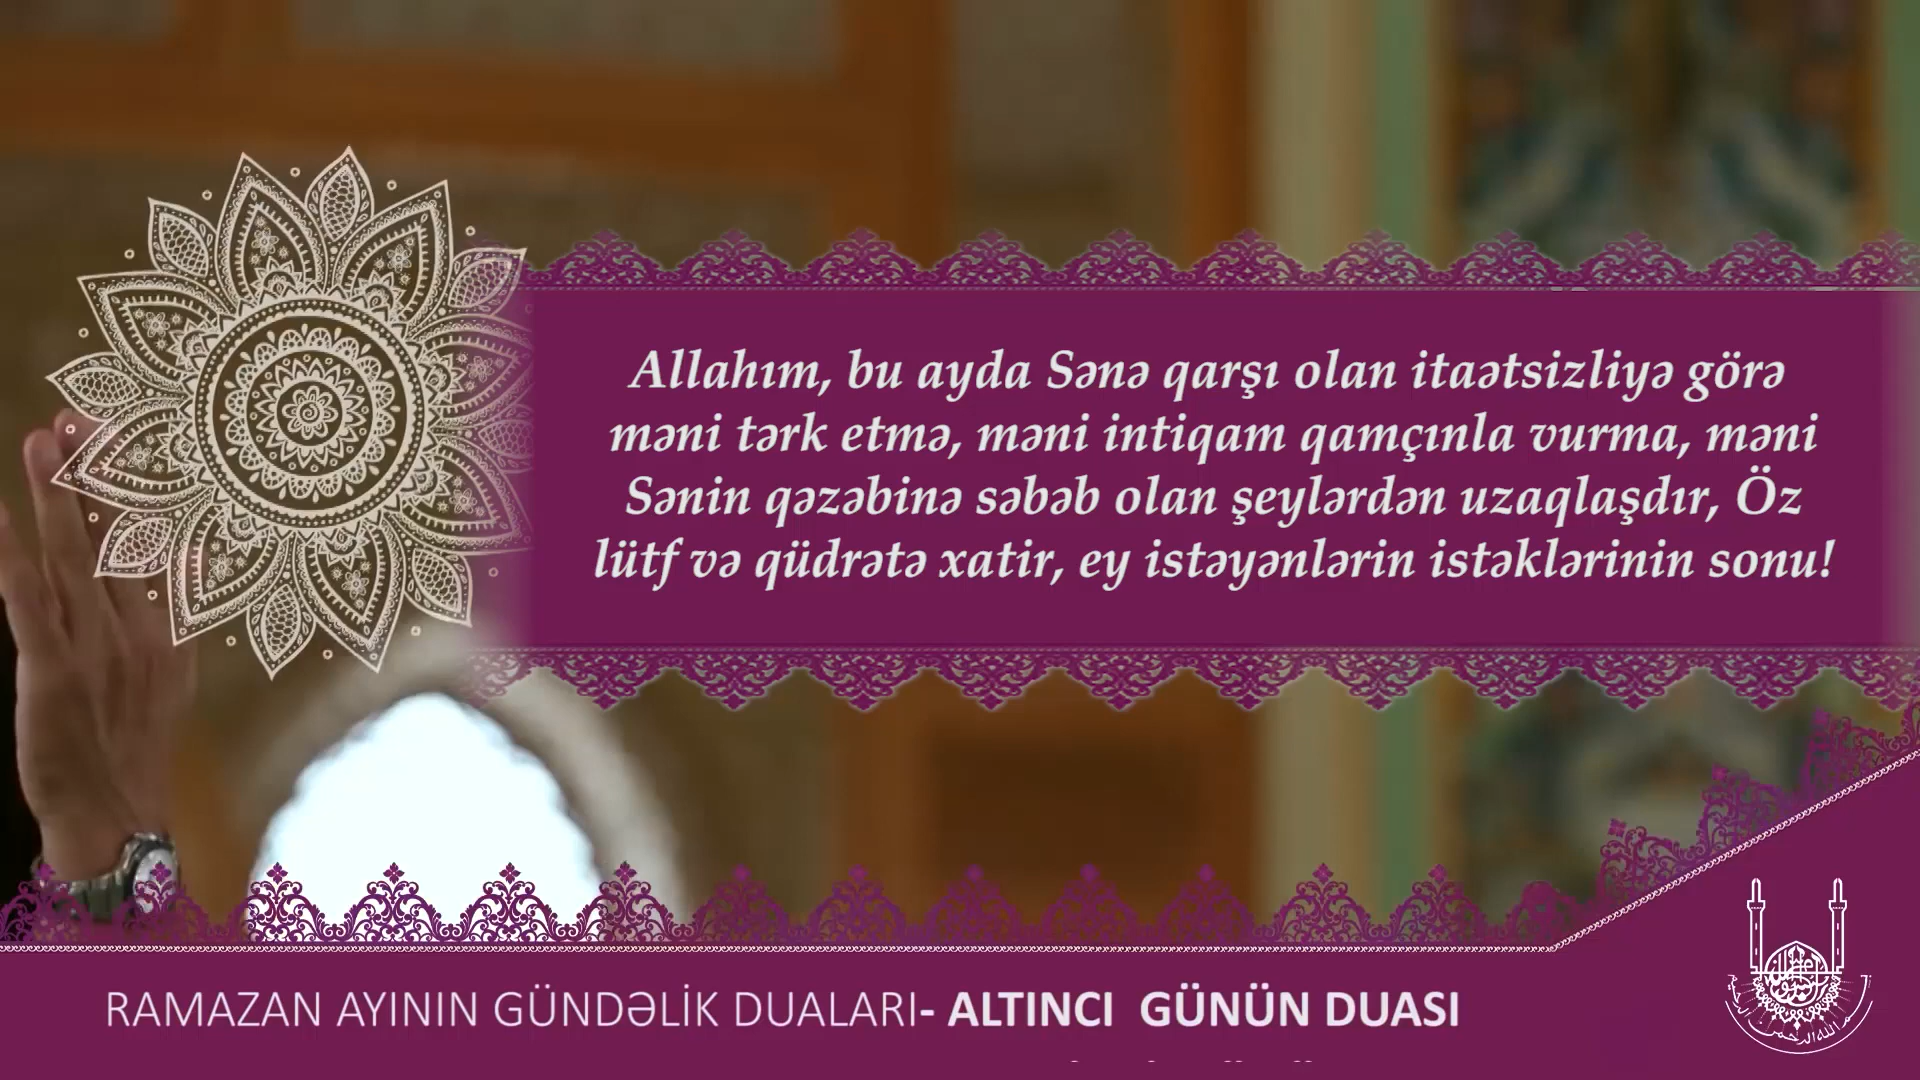 Allahım, bu ayda Sənə qarşı olan itaətsizliyə görə
məni tərk etmə, məni intiqam qamçınla vurma, məni
Sənin qəzəbinə səbəb olan şeylərdən uzaqlaşdır, Öz
lütf və qüdrətə xatir, ey istəyənlərin istəklərinin sonu!
RAMAZAN AYININ GÜNDƏLİK DUALARI- ALTINCI  GÜNÜN DUASI